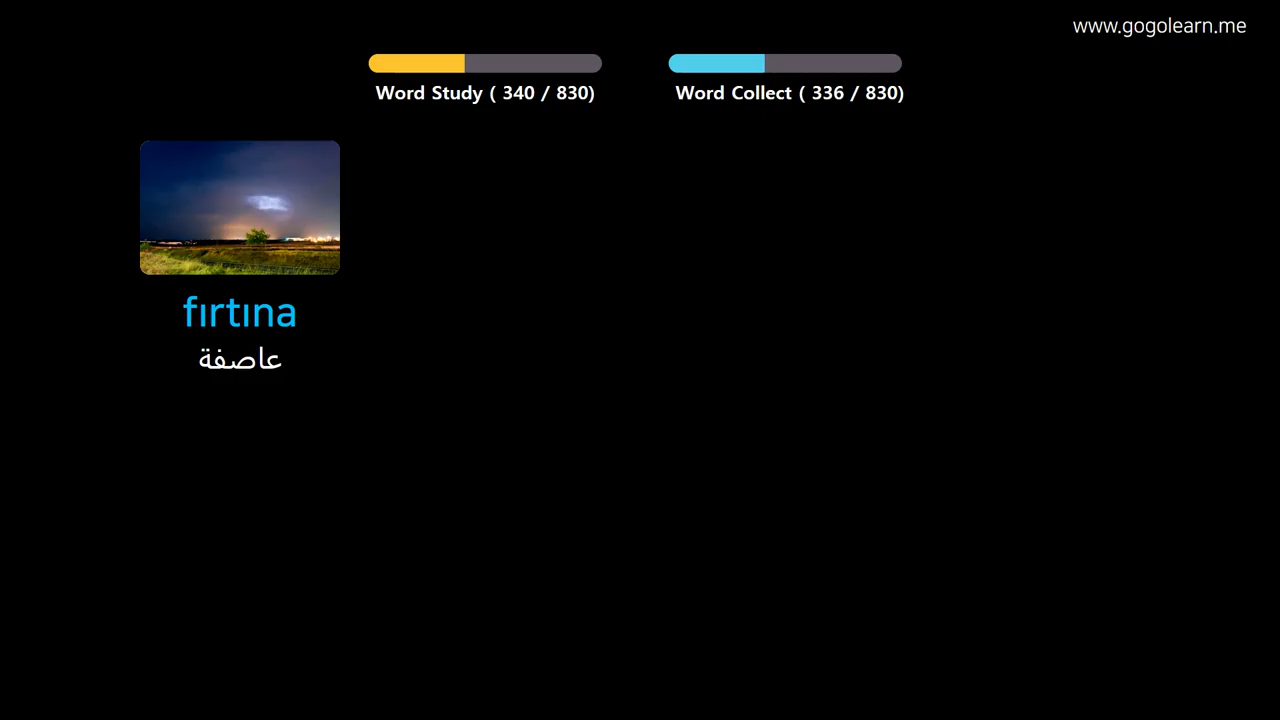 www.gogolearn.me
Word Study ( 340 / 830)
Word Collect ( 336 / 830)
fırtına
عاصفة